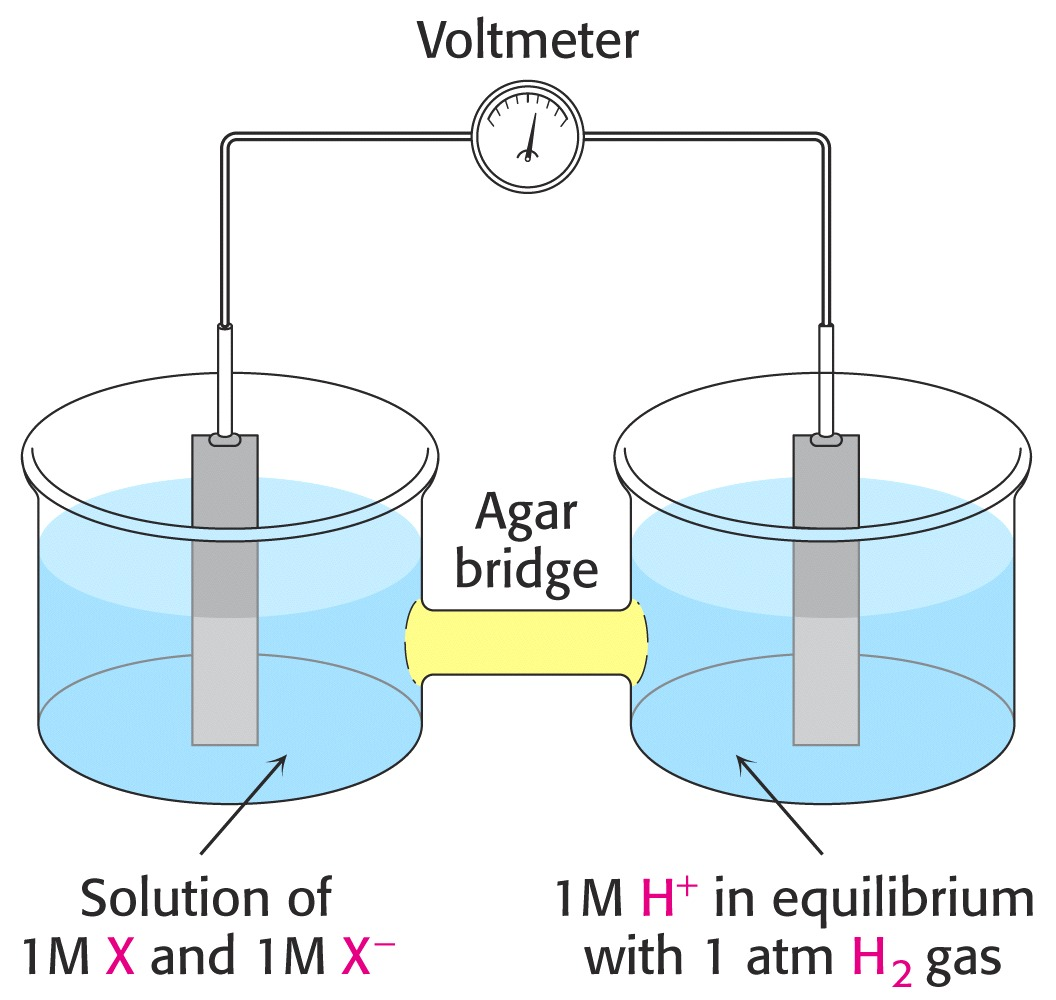 Voltmeter
Agar
bridge
Solution of
1M X and 1M X⁻
1M H⁺ in equilibrium
with 1 atm H₂ gas